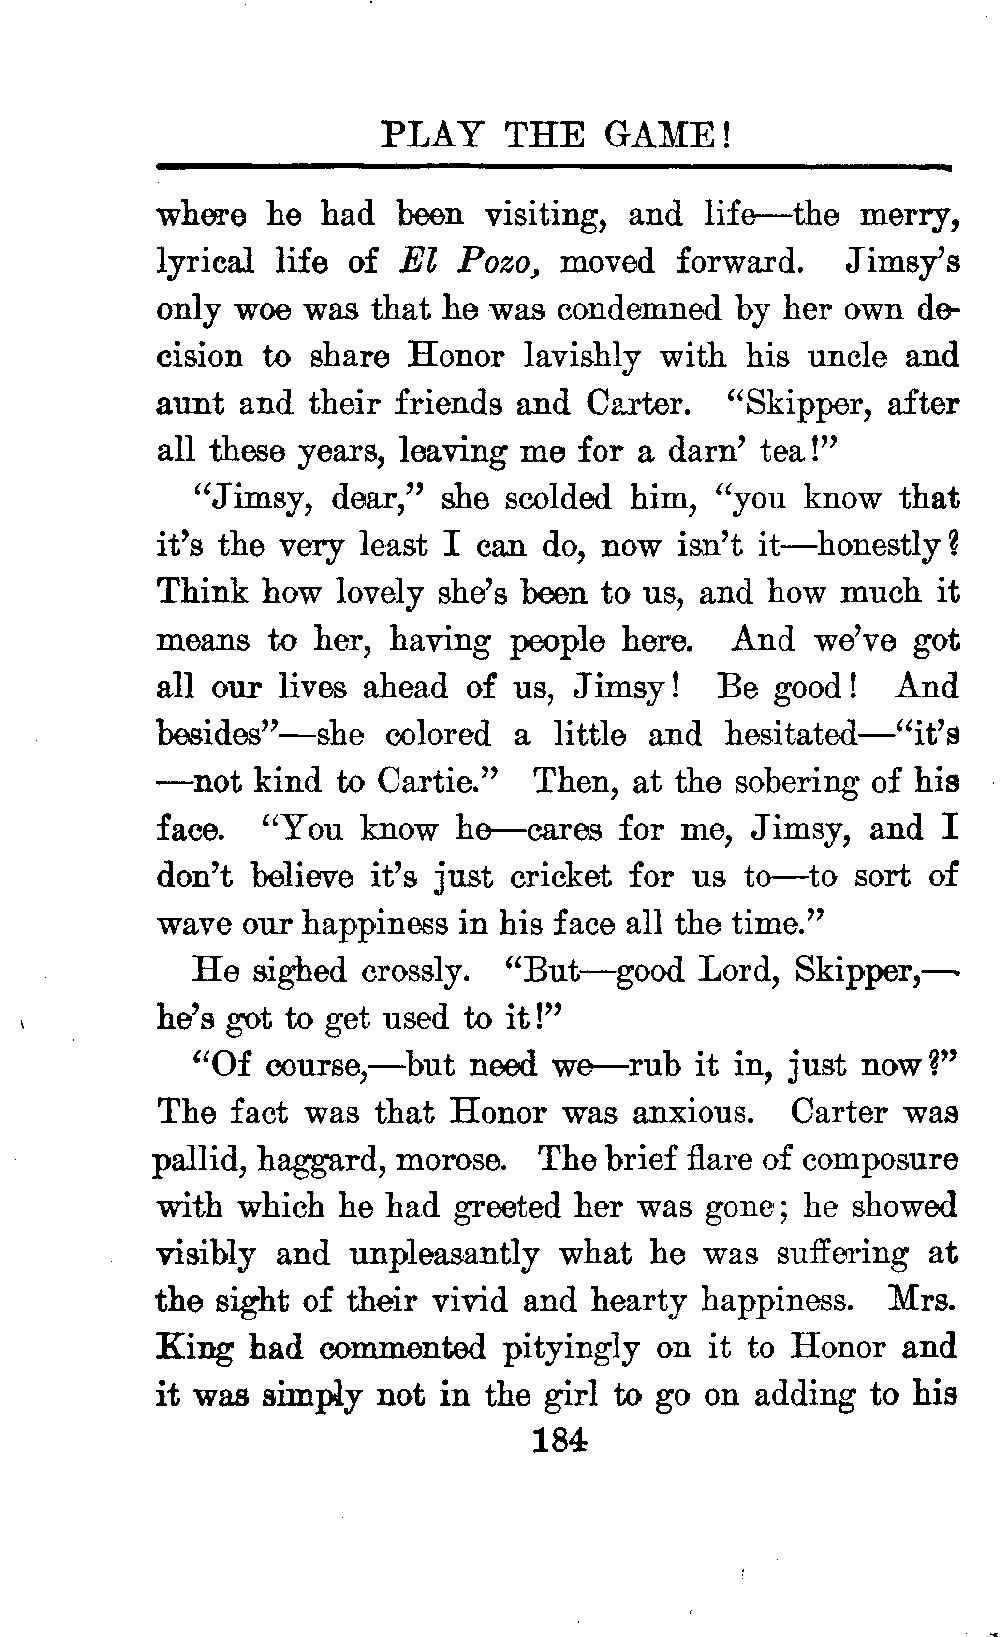 PLAY THE GAME!
where he had been visiting, and life—the merry,
lyrical life of El Pozo, moved forward. Jimsy's
only woe was that he was condemned by her own de-
cision to share Honor lavishly with his uncle and
aunt and their friends and Carter. “Skipper, after
all these years, leaving me for a darn' tea!”
“Jimsy, dear,” she scolded him, “you know that
it's the very least I can do, now isn't it—honestly?
Think how lovely she's been to us, and how much it
means to her, having people here. And we've got
all our lives ahead of us, Jimsy! Be good! And
besides”—she colored a little and hesitated—“it's
—not kind to Cartie.” Then, at the sobering of his
face. “You know he—cares for me, Jimsy, and I
don't believe it's just cricket for us to—to sort of
wave our happiness in his face all the time.”
He sighed crossly. “But—good Lord, Skipper,—
he's got to get used to it!”
“Of course,—but need we—rub it in, just now?”
The fact was that Honor was anxious. Carter was
pallid, haggard, morose. The brief flare of composure
with which he had greeted her was gone; he showed
visibly and unpleasantly what he was suffering at
the sight of their vivid and hearty happiness. Mrs.
King had commented pityingly on it to Honor and
it was simply not in the girl to go on adding to his
184